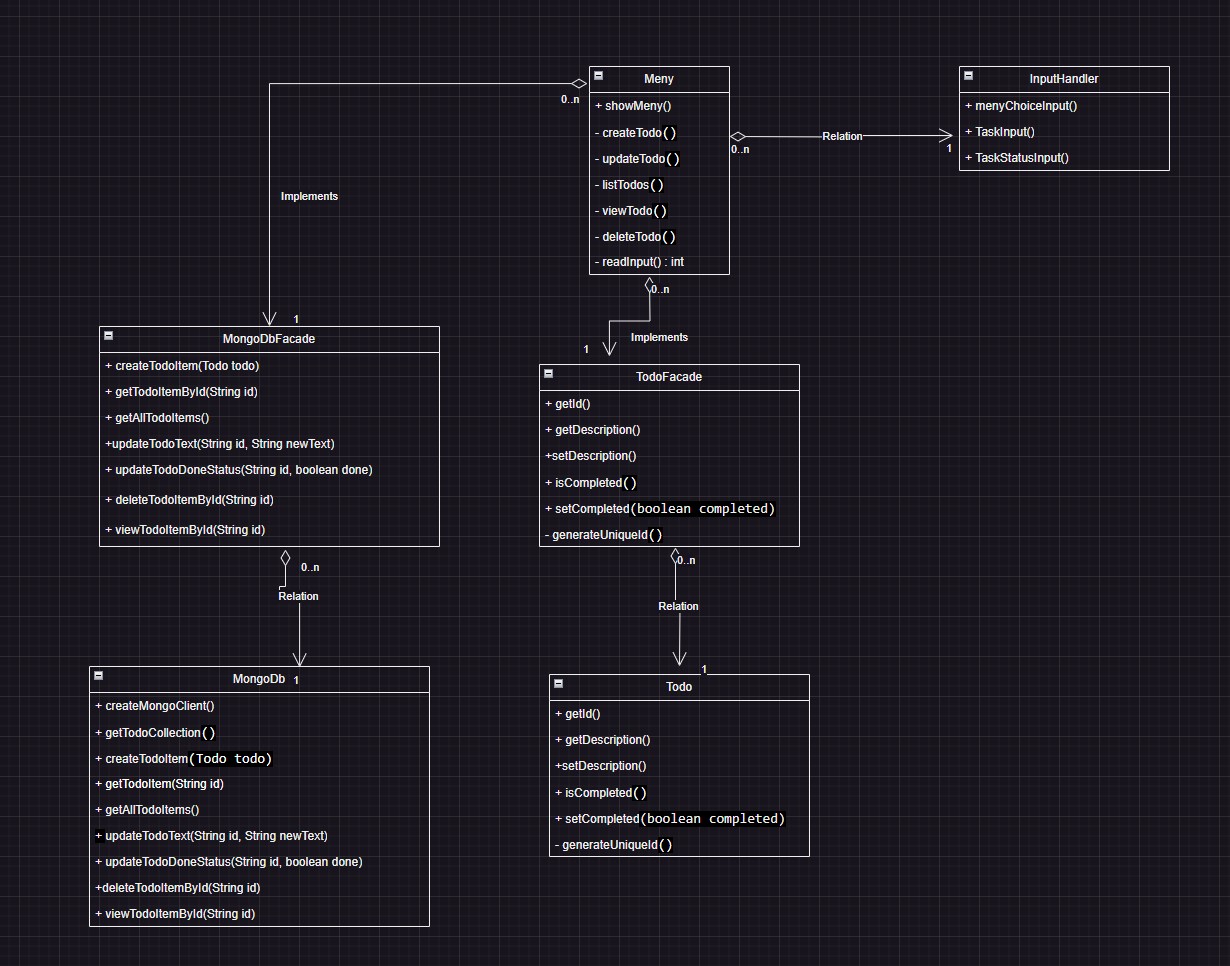 Meny
0..n
+ showMeny()
- createTodo()
- updateTodo()
- listTodos()
- viewTodo()
- deleteTodo()
- readInput() : int
0..n
Relation
1
InputHandler
+ menyChoiceInput()
+ TaskInput()
+ TaskStatusInput()
Implements
1
0..n
Implements
1
MongoDbFacade
+ createTodoItem(Todo todo)
+ getTodoItemById(String id)
+ getAllTodoItems()
+updateTodoText(String id, String newText)
+ updateTodoDoneStatus(String id, boolean done)
+ deleteTodoItemById(String id)
+ viewTodoItemById(String id)
TodoFacade
+ getId()
+ getDescription()
+setDescription()
+ isCompleted()
+ setCompleted(boolean completed)
- generateUniqueId()
0..n
Relation
0..n
Relation
1
MongoDb 1
+ createMongoClient()
+ getTodoCollection()
+ createTodoItem(Todo todo)
+ getTodoItem(String id)
+ getAllTodoItems()
+ updateTodoText(String id, String newText)
+ updateTodoDoneStatus(String id, boolean done)
+deleteTodoItemById(String id)
+ viewTodoItemById(String id)
Todo
+ getId()
+ getDescription()
+setDescription()
+ isCompleted()
+ setCompleted(boolean completed)
- generateUniqueId()